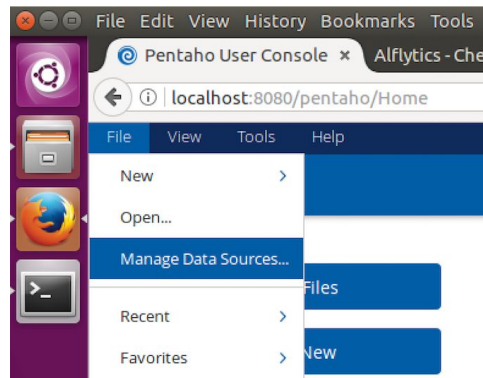 File Edit View History Bookmarks Tools
Pentaho User Console × Alflytics - Che
localhost:8080/pentaho/Home
File View Tools Help
New
Open...
Manage Data Sources...
Files
Recent
New
Favorites